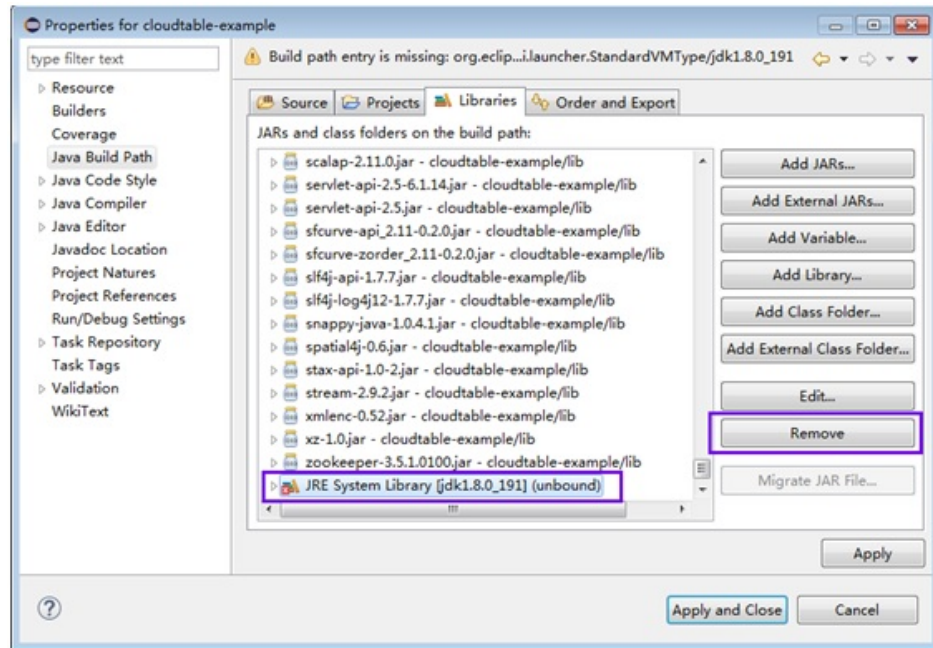 Properties for cloudtable-example
type filter text
Resource
Builders
Coverage
Java Build Path
Java Code Style
Java Compiler
Java Editor
Javadoc Location
Project Natures
Project References
Run/Debug Settings
Task Repository
Task Tags
Validation
WikiText
Build path entry is missing: org.eclip...i.launcher.StandardVMType/jdk1.8.0_191
Source Projects Libraries Order and Export
JARs and class folders on the build path:
scalap-2.11.0.jar - cloudtable-example/lib
servlet-api-2.5-6.1.14.jar - cloudtable-example/lib
servlet-api-2.5.jar - cloudtable-example/lib
sfcurve-api_2.11-0.2.0.jar - cloudtable-example/lib
sfcurve-zorder_2.11-0.2.0.jar - cloudtable-example/lib
slf4j-api-1.7.7.jar - cloudtable-example/lib
slf4j-log4j12-1.7.7.jar - cloudtable-example/lib
snappy-java-1.0.4.1.jar - cloudtable-example/lib
spatial4j-0.6.jar - cloudtable-example/lib
stax-api-1.0-2.jar - cloudtable-example/lib
stream-2.9.2.jar - cloudtable-example/lib
xmlenc-0.52.jar - cloudtable-example/lib
xz-1.0.jar - cloudtable-example/lib
zookeeper-3.5.1.0100.jar - cloudtable-example/lib
JRE System Library [jdk1.8.0_191] (unbound)
Add JARs...
Add External JARs...
Add Variable...
Add Library...
Add Class Folder...
Add External Class Folder...
Edit...
Remove
Migrate JAR File...
Apply
Apply and Close
Cancel